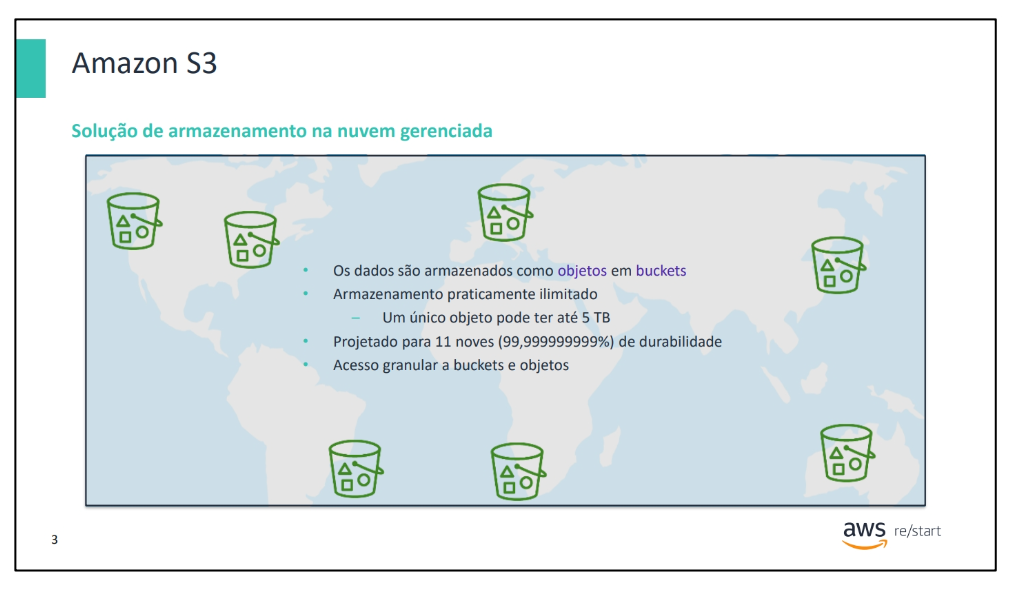 Amazon S3
Solução de armazenamento na nuvem gerenciada
• Os dados são armazenados como objetos em buckets
• Armazenamento praticamente ilimitado
– Um único objeto pode ter até 5 TB
• Projetado para 11 noves (99,999999999%) de durabilidade
• Acesso granular a buckets e objetos
3
aws re/start